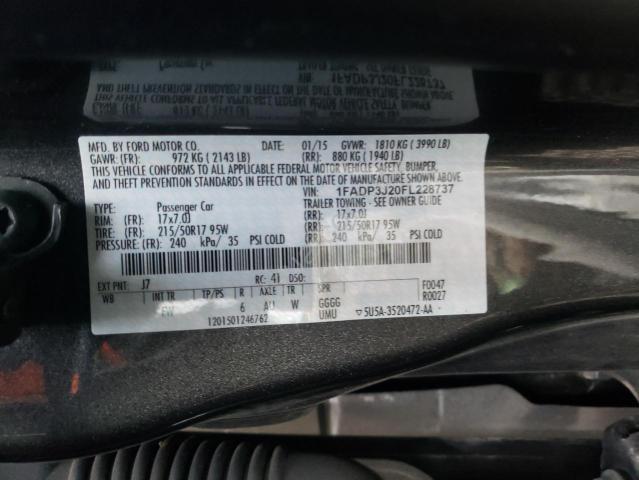 MFD. BY FORD MOTOR CO. DATE: 01/15 GVWR: 1810 KG ( 3990 LB)
GAWR: (FR): 972 KG ( 2143 LB) (RR): 880 KG ( 1940 LB)
THIS VEHICLE CONFORMS TO ALL APPLICABLE FEDERAL MOTOR VEHICLE SAFETY, BUMPER,
AND THEFT PREVENTION STANDARDS IN EFFECT ON THE DATE OF MANUFACTURE SHOWN ABOVE.
VIN: 1FADP3J20FL228737
TYPE: Passenger Car TRAILER TOWING - SEE OWNER GUIDE
RIM: (FR): 17x7.0J (RR): 17x7.0J
TIRE: (FR): 215/50R17 95W (RR): 215/50R17 95W
PRESSURE: (FR): 240 kPa/ 35 PSI COLD (RR): 240 kPa/ 35 PSI COLD
EXT PNT: J7 RC: 41 DSO: F0047
WB INT TR TP/PS R AXLE TR SPR R0027
EW 6 AU W GGGG
UMU
1201501246762 ▽5U5A-3520472-AA